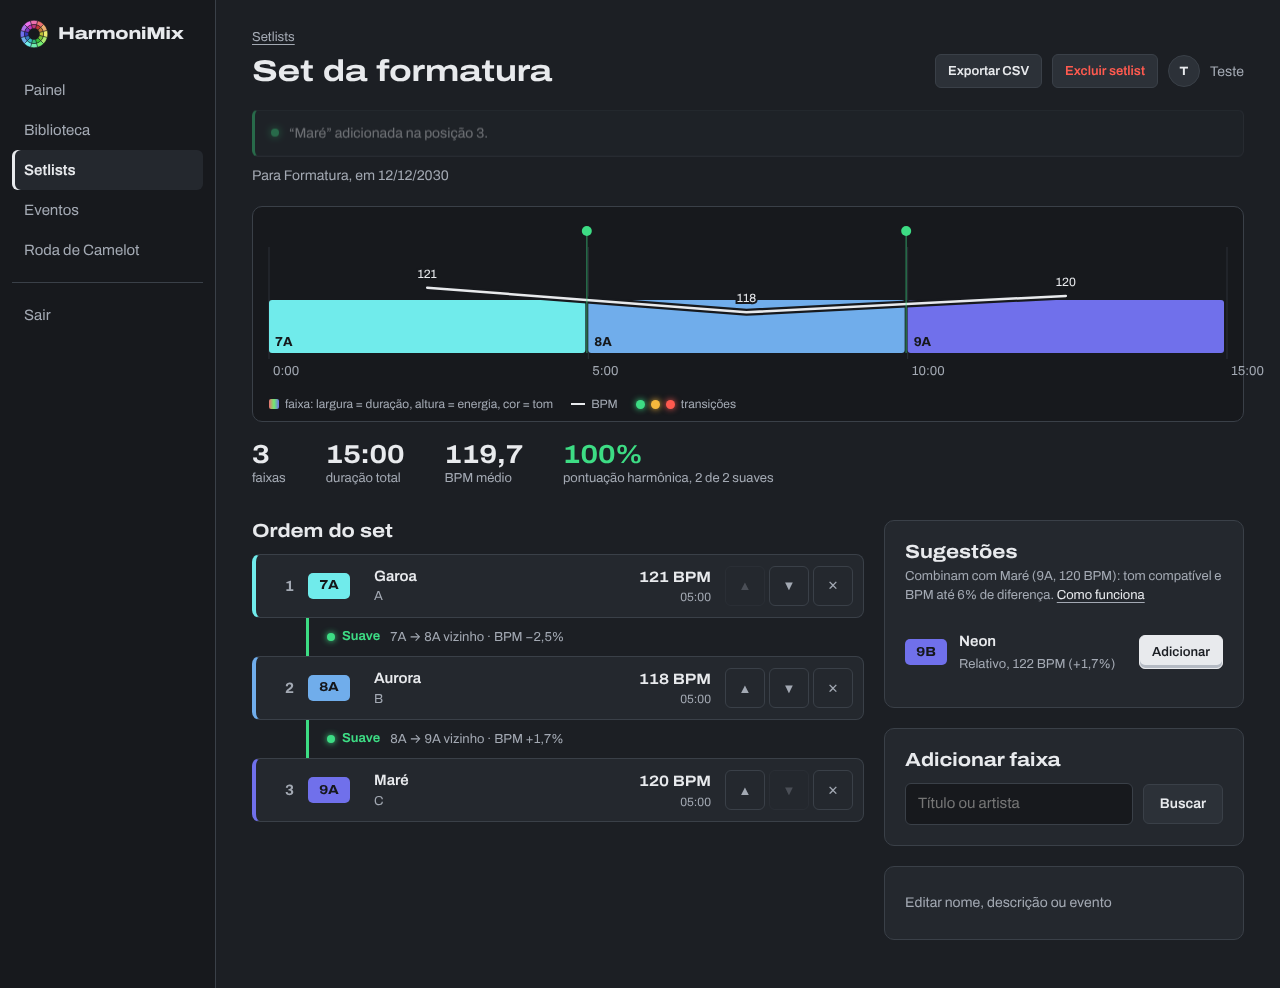 HarmoniMix
Painel
Biblioteca
Setlists
Eventos
Roda de Camelot
Sair
Setlists
Set da formatura
Exportar CSV
Excluir setlist
T
Teste
“Maré” adicionada na posição 3.
Para Formatura, em 12/12/2030
121
118
120
7A
8A
9A
0:00
5:00
10:00
15:00
faixa: largura = duração, altura = energia, cor = tom
BPM
transições
3
faixas
15:00
duração total
119,7
BPM médio
100%
pontuação harmônica, 2 de 2 suaves
Ordem do set
1
7A
Garoa
A
121 BPM
05:00
▲
▼
×
Suave 7A → 8A vizinho · BPM −2,5%
2
8A
Aurora
B
118 BPM
05:00
▲
▼
×
Suave 8A → 9A vizinho · BPM +1,7%
3
9A
Maré
C
120 BPM
05:00
▲
▼
×
Sugestões
Combinam com Maré (9A, 120 BPM): tom compatível e
BPM até 6% de diferença. Como funciona
9B
Neon
Relativo, 122 BPM (+1,7%)
Adicionar
Adicionar faixa
Título ou artista
Buscar
Editar nome, descrição ou evento